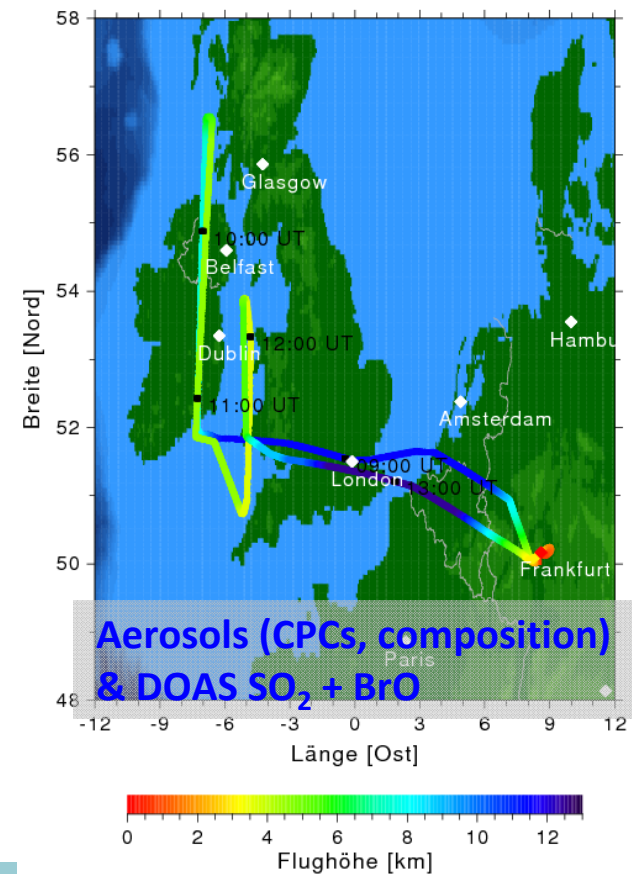 58
56
54
52
50
48
Breite [Nord]
Glasgow
10:00 UT
Belfast
Dublin
12:00 UT
Hambu
11:00 UT
Amsterdam
09:00 UT
London
13:00 UT
Frankfurt
Aerosols (CPCs, composition)
Paris
& DOAS SO₂ + BrO
-12 -9 -6 -3 0 3 6 9 12
Länge [Ost]
0 2 4 6 8 10 12
Flughöhe [km]